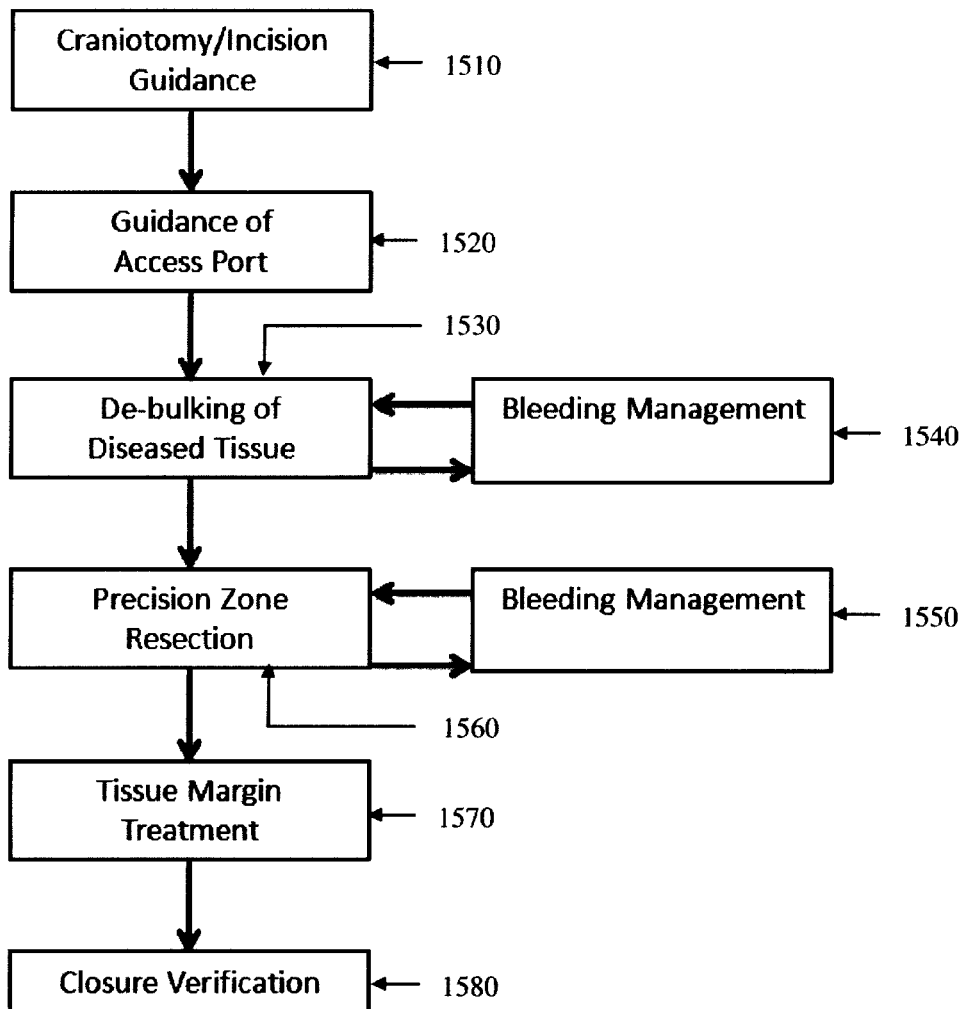 Craniotomy/Incision
Guidance
1510
Guidance of
Access Port
1520
1530
De-bulking of
Diseased Tissue
Bleeding Management
1540
Precision Zone
Resection
Bleeding Management
1550
1560
Tissue Margin
Treatment
1570
Closure Verification
1580